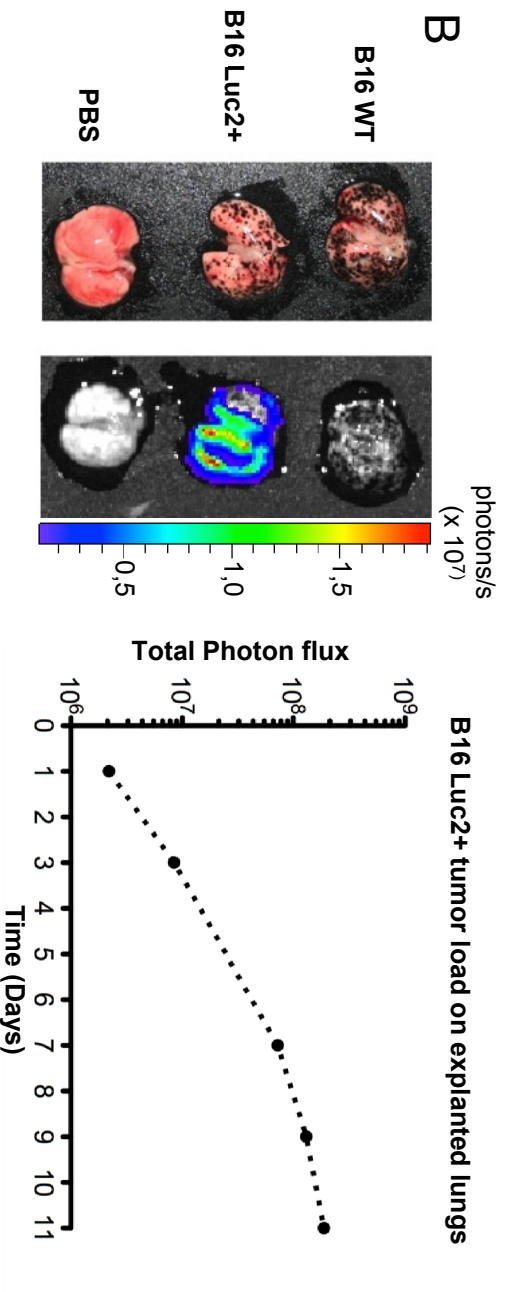 B
B16 WT
B16 Luc2+
PBS
photons/s
(x 10⁷)
0,5
1,0
1,5
B16 Luc2+ tumor load on explanted lungs
Total Photon flux
10⁹
10⁸
10⁷
10⁶
0 1 2 3 4 5 6 7 8 9 10 11
Time (Days)